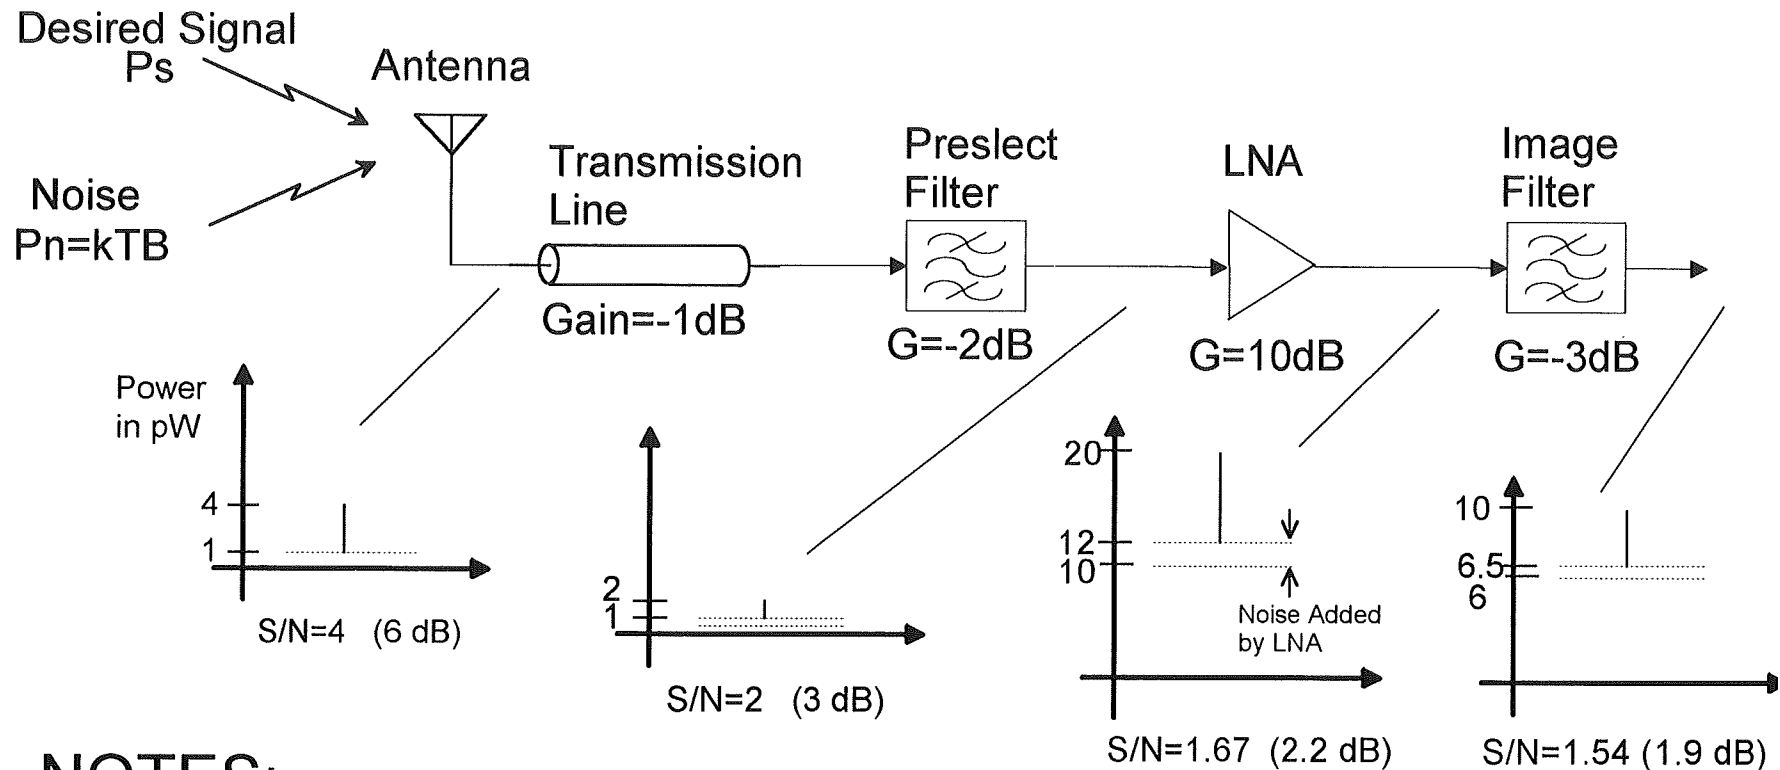 Desired Signal
Ps
Antenna
Noise
Pn=kTB
Transmission
Line
Gain=-1dB
Preslect
Filter
G=-2dB
LNA
G=10dB
Image
Filter
G=-3dB
Power
in pW
4
1
S/N=4 (6 dB)
2
1
S/N=2 (3 dB)
20
12
10
Noise Added
by LNA
S/N=1.67 (2.2 dB)
10
6.5
6
S/N=1.54 (1.9 dB)
NOTES: